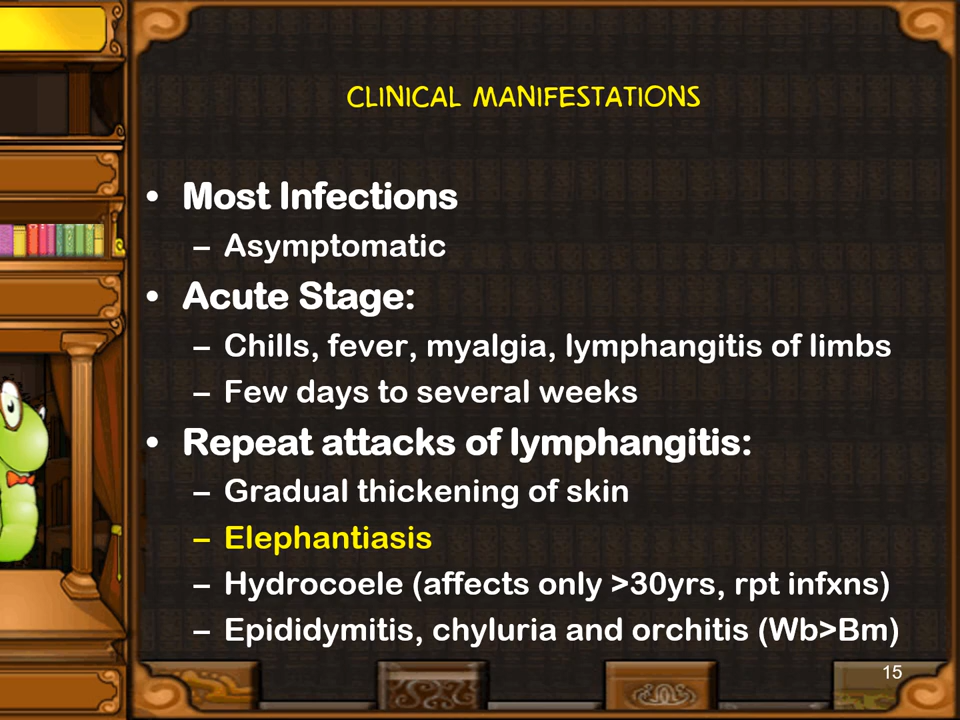 CLINICAL MANIFESTATIONS
• Most Infections
– Asymptomatic
• Acute Stage:
– Chills, fever, myalgia, lymphangitis of limbs
– Few days to several weeks
• Repeat attacks of lymphangitis:
– Gradual thickening of skin
– Elephantiasis
– Hydrocoele (affects only >30yrs, rpt infxns)
– Epididymitis, chyluria and orchitis (Wb>Bm)
15